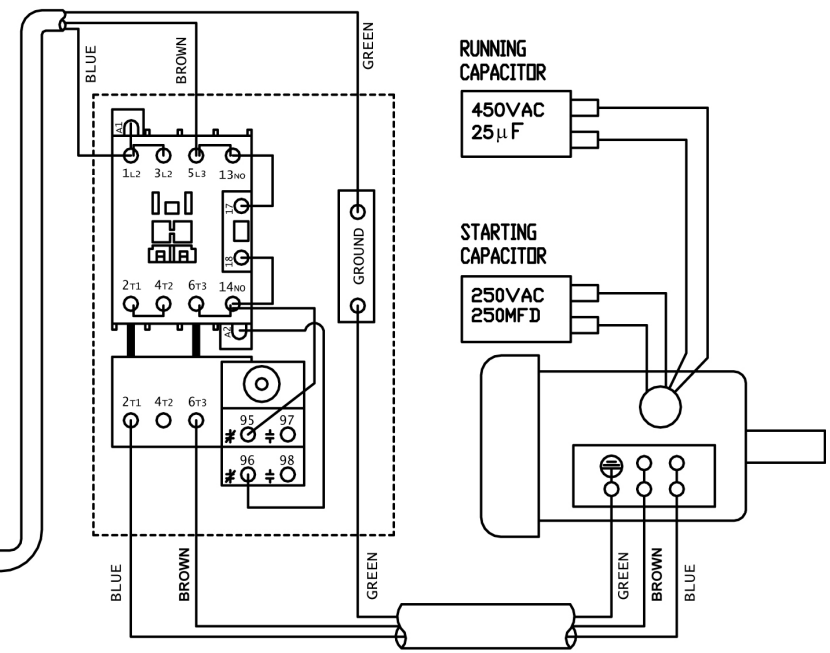 BLUE
BROWN
GREEN
RUNNING
CAPACITOR
450VAC
25μF
A1
1L2 3L2 5L3 13NO
17
18
GROUND
STARTING
CAPACITOR
250VAC
250MFD
2T1 4T2 6T3 14NO
A2
2T1 4T2 6T3
95 97
96 98
BLUE
BROWN
GREEN
GREEN
BROWN
BLUE